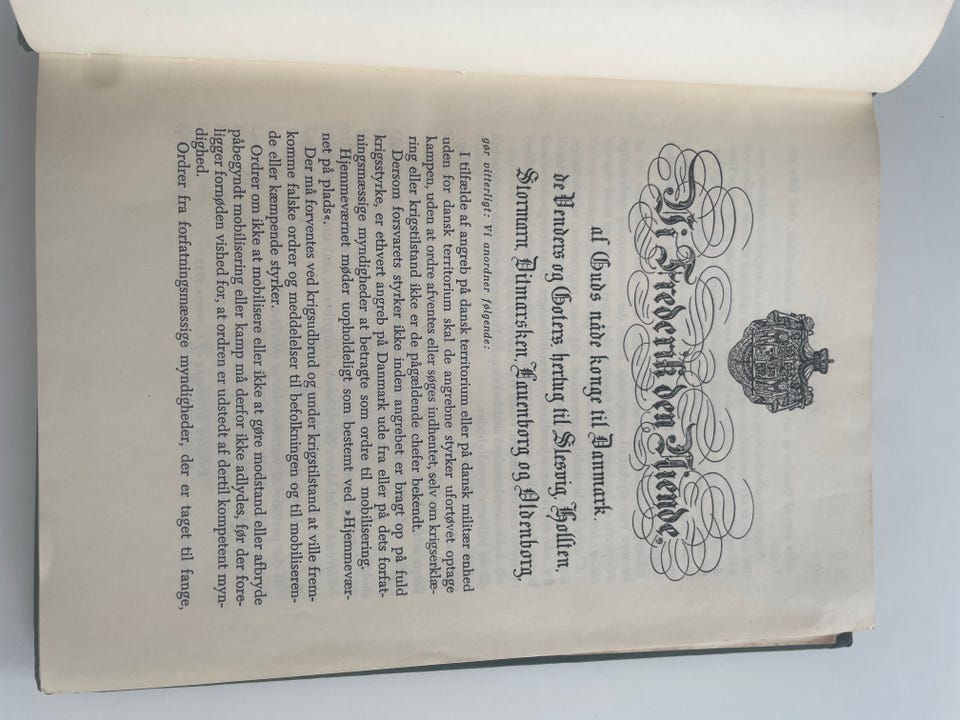 Vi Frederik den Niende,
af Guds nåde konge til Danmark,
de Venders og Goters, hertug til Slesvig, Holsten,
Stormarn, Ditmarsken, Lauenborg og Oldenborg,
gør vitterligt: Vi anordner følgende:
I tilfælde af angreb på dansk territorium eller på dansk militær enhed
uden for dansk territorium skal de angrebne styrker ufortøvet optage
kampen, uden at ordre afventes eller søges indhentet, selv om krigserklæ-
ring eller krigstilstand ikke er de pågældende chefer bekendt.
Dersom forsvarets styrker ikke inden angrebet er bragt op på fuld
krigsstyrke, er ethvert angreb på Danmark ude fra eller på dets forfat-
ningsmæssige myndigheder at betragte som ordre til mobilisering.
Hjemmeværnet møder uopholdeligt som bestemt ved »Hjemmevær-
net på plads«.
Der må forventes ved krigsudbrud og under krigstilstand at ville frem-
komme falske ordrer og meddelelser til befolkningen og til mobiliseren-
de eller kæmpende styrker.
Ordrer om ikke at mobilisere eller ikke at gøre modstand eller afbryde
påbegyndt mobilisering eller kamp må derfor ikke adlydes, før der fore-
ligger fornøden vished for, at ordren er udstedt af dertil kompetent myn-
dighed.
Ordrer fra forfatningsmæssige myndigheder, der er taget til fange,